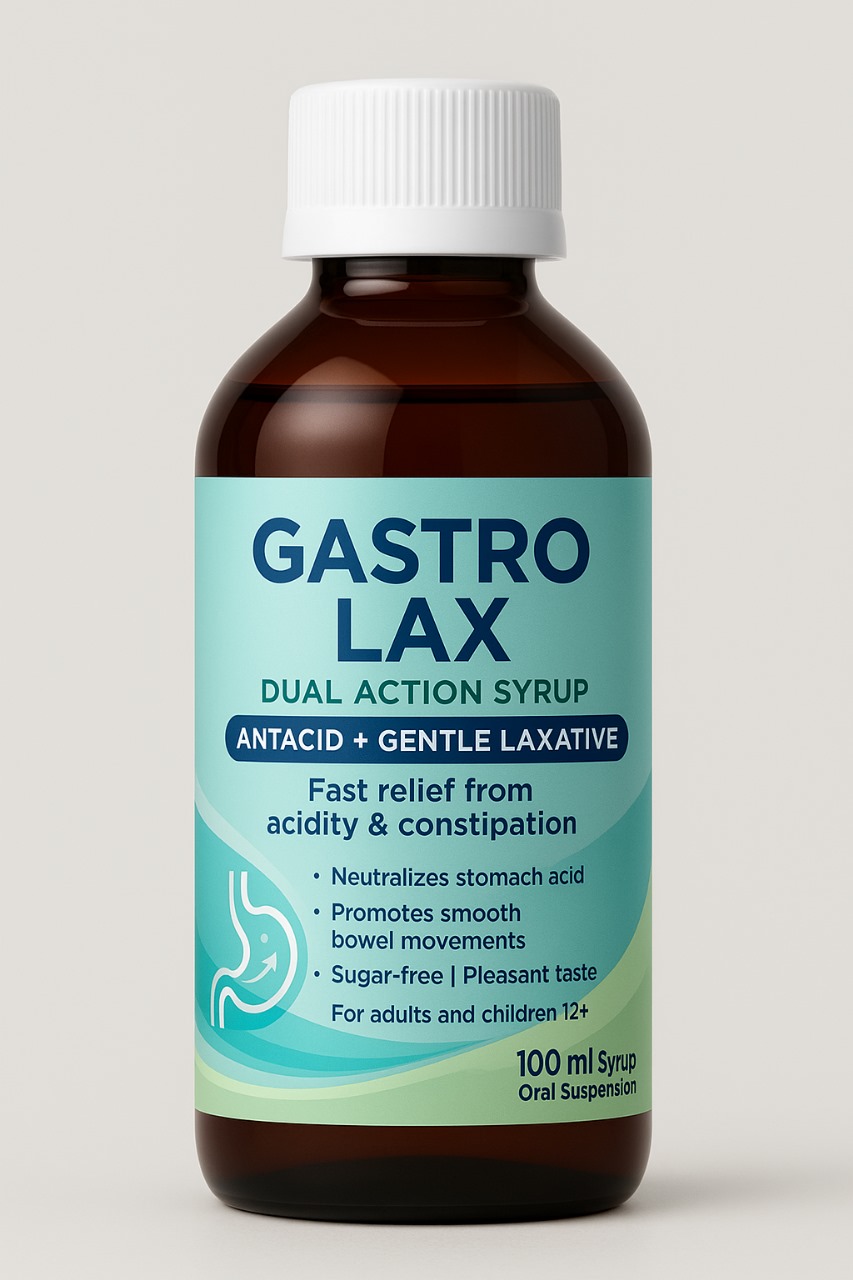 GASTRO
LAX
DUAL ACTION SYRUP
ANTACID + GENTLE LAXATIVE
Fast relief from
acidity & constipation
• Neutralizes stomach acid
• Promotes smooth
bowel movements
• Sugar-free | Pleasant taste
For adults and children 12+
100 ml Syrup
Oral Suspension